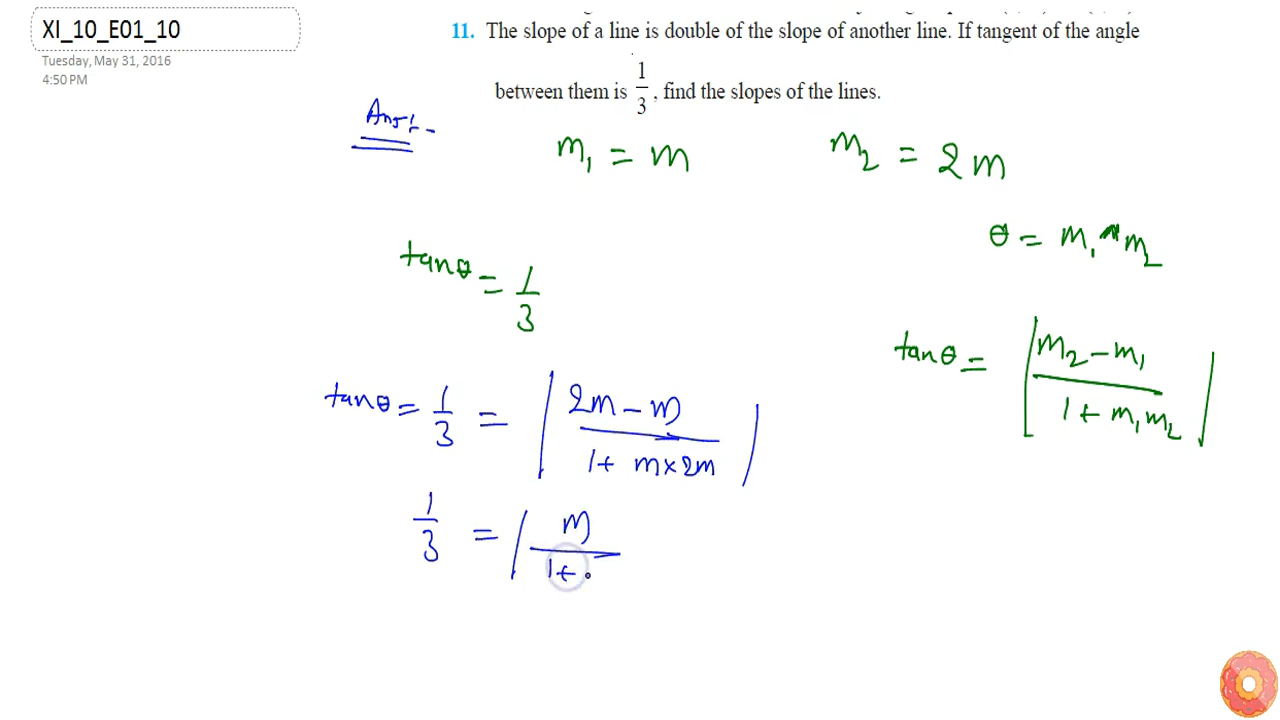 XI_10_E01_10
Tuesday, May 31, 2016
4:50 PM
11. The slope of a line is double of the slope of another line. If tangent of the angle
between them is 1/3, find the slopes of the lines.
Ans:-
m₁ = m
m₂ = 2m
θ = m₁ ^ m₂
tanθ = 1/3
tanθ = |(m₂ - m₁)/(1 + m₁m₂)|
tanθ = 1/3 = |(2m - m)/(1 + m×2m)|
1/3 = |m/(1+